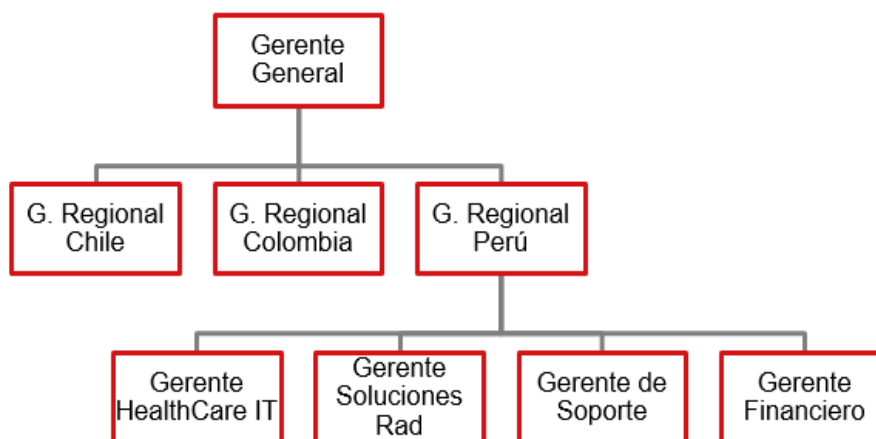 Gerente
General
G. Regional
Chile
G. Regional
Colombia
G. Regional
Perú
Gerente
HealthCare IT
Gerente
Soluciones
Rad
Gerente de
Soporte
Gerente
Financiero